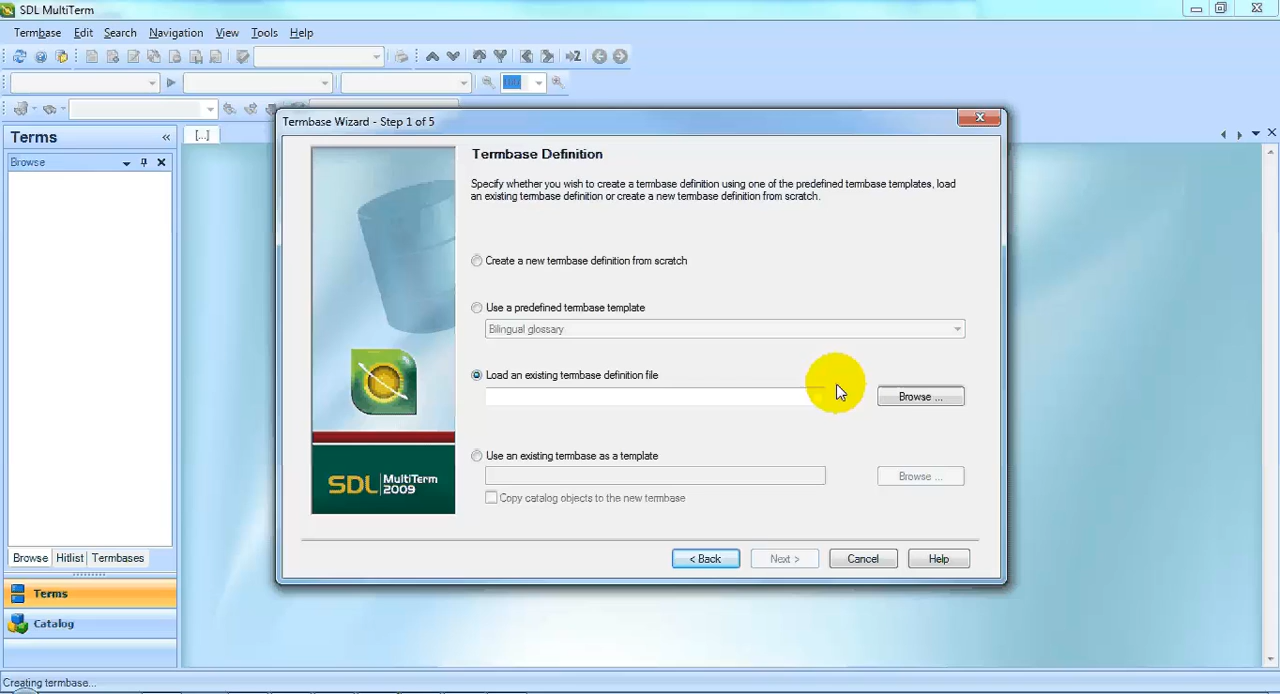 SDL MultiTerm
Termbase Edit Search Navigation View Tools Help
Terms
Browse
[...]
Termbase Wizard - Step 1 of 5
Termbase Definition
Specify whether you wish to create a termbase definition using one of the predefined termbase templates, load
an existing termbase definition or create a new termbase definition from scratch.
Create a new termbase definition from scratch
Use a predefined termbase template
Bilingual glossary
Load an existing termbase definition file
Browse ...
Use an existing termbase as a template
Browse ...
Copy catalog objects to the new termbase
SDL MultiTerm
2009
< Back Next > Cancel Help
Browse Hitlist Termbases
Terms
Catalog
Creating termbase...